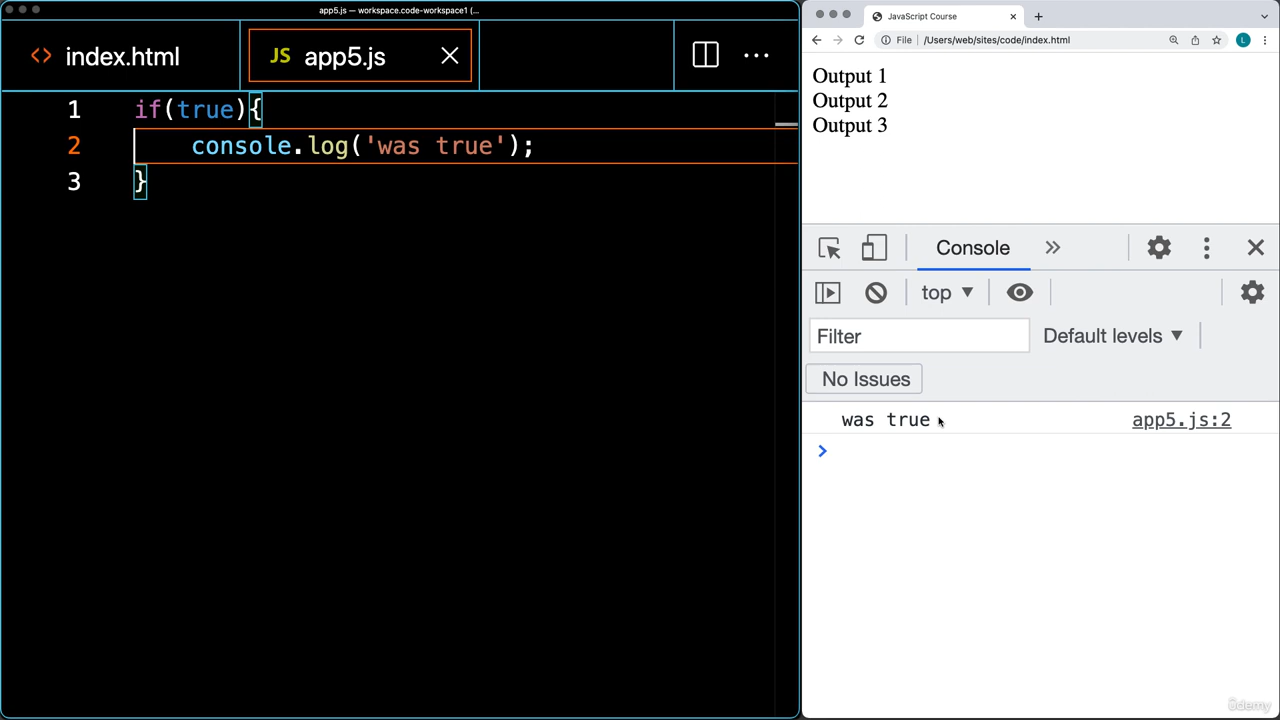 app5.js — workspace.code-workspace1 (...
<> index.html
JS app5.js
1 if(true){
2 console.log('was true');
3 }
JavaScript Course
File /Users/web/sites/code/index.html
L
Output 1
Output 2
Output 3
Console
top
Filter
Default levels
No Issues
was true app5.js:2
ûdemy